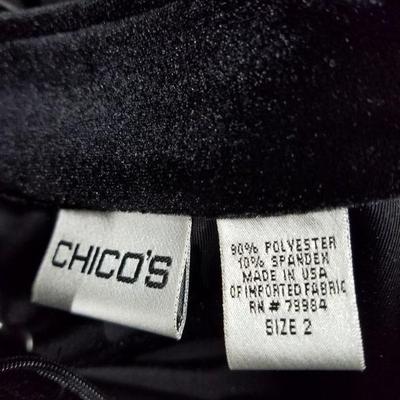 CHICO'S
90% POLYESTER
10% SPANDEX
MADE IN USA
OF IMPORTED FABRIC
RN # 79984
SIZE 2